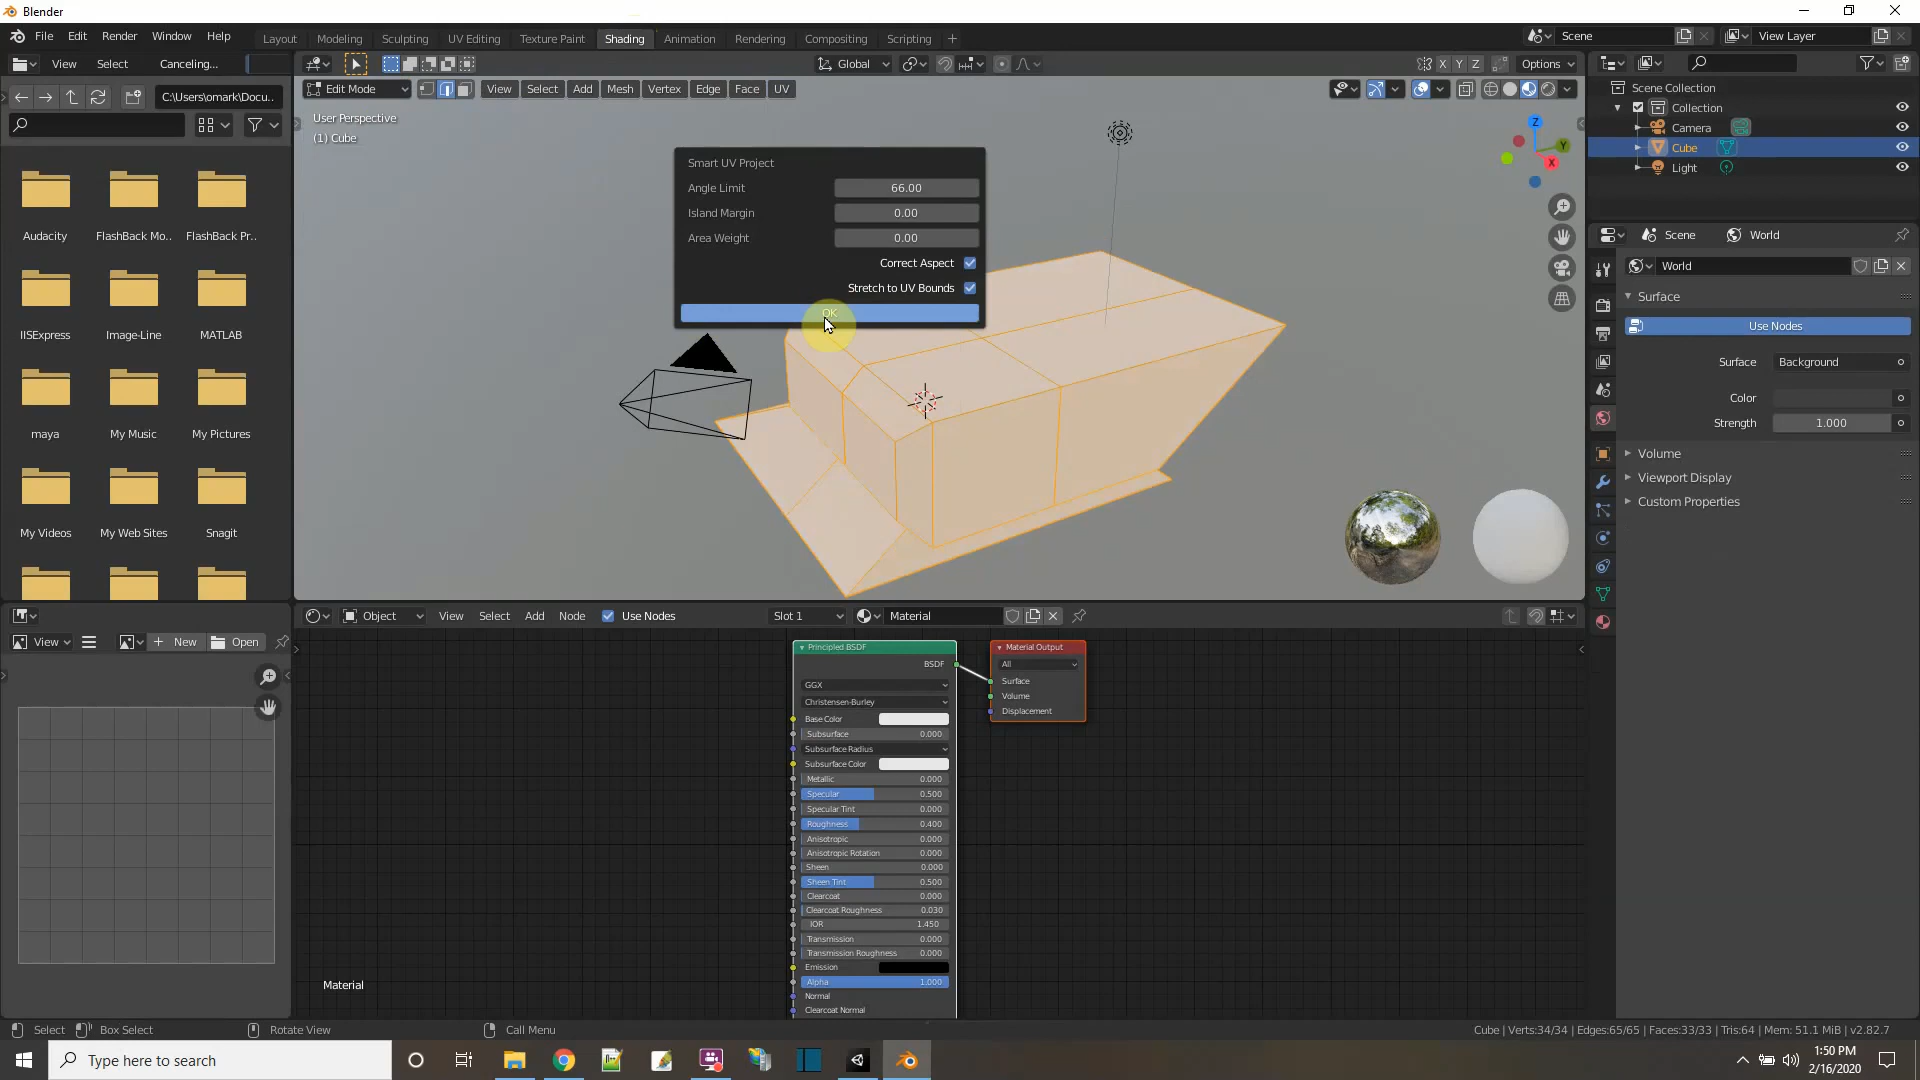 Blender
File Edit Render Window Help Layout Modeling Sculpting UV Editing Texture Paint Shading Animation Rendering Compositing Scripting Scene View Layer
View Select Canceling... Global Options
C:\Users\omark\Docu.. Edit Mode View Select Add Mesh Vertex Edge Face UV
Scene Collection
Collection
Camera
Cube
Light
User Perspective
(1) Cube
X Y Z
Z
Y
X
Smart UV Project
Angle Limit 66.00
Island Margin 0.00
Area Weight 0.00
Correct Aspect
Stretch to UV Bounds
OK
Audacity FlashBack Mo.. FlashBack Pr..
IISExpress Image-Line MATLAB
maya My Music My Pictures
My Videos My Web Sites Snagit
Scene World
World
Surface
Use Nodes
Surface Background
Color
Strength 1.000
Volume
Viewport Display
Custom Properties
Object View Select Add Node Use Nodes Slot 1 Material
View New Open
Principled BSDF
BSDF
GGX
Christensen-Burley
Base Color
Subsurface 0.000
Subsurface Radius
Subsurface Color
Metallic 0.000
Specular 0.500
Specular Tint 0.000
Roughness 0.400
Anisotropic 0.000
Anisotropic Rotation 0.000
Sheen 0.000
Sheen Tint 0.500
Clearcoat 0.000
Clearcoat Roughness 0.030
IOR 1.450
Transmission 0.000
Transmission Roughness 0.000
Emission
Alpha 1.000
Normal
Clearcoat Normal
Material Output
All
Surface
Volume
Displacement
Material
Select Box Select Rotate View Call Menu Cube | Verts:34/34 | Edges:65/65 | Faces:33/33 | Tris:64 | Mem: 51.1 MiB | v2.82.7
Type here to search
1:50 PM
2/16/2020